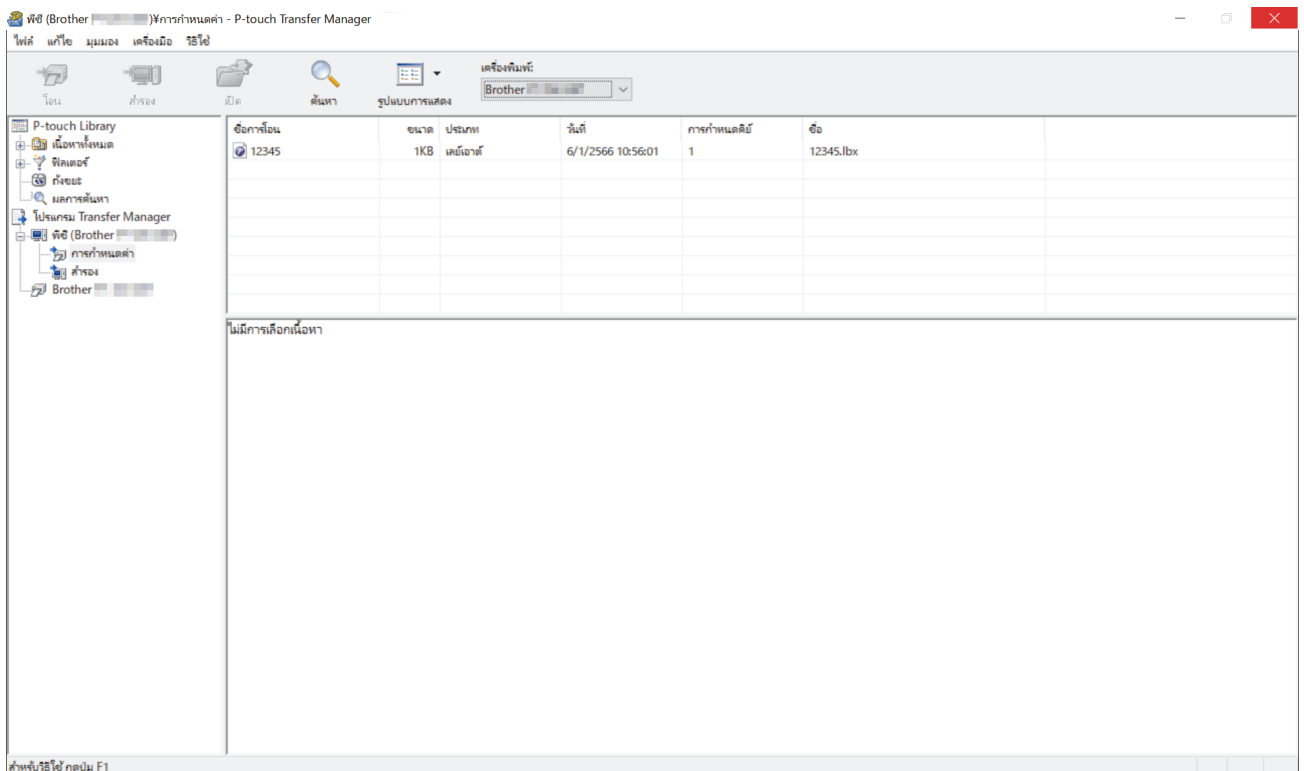 พีซี (Brother )¥การกำหนดค่า - P-touch Transfer Manager
ไฟล์ แก้ไข มุมมอง เครื่องมือ วิธีใช้
โอน สำรอง เปิด ค้นหา รูปแบบการแสดง
เครื่องพิมพ์:
Brother
P-touch Library
เนื้อหาทั้งหมด
ฟิลเตอร์
ถังขยะ
ผลการค้นหา
โปรแกรม Transfer Manager
พีซี (Brother )
การกำหนดค่า
สำรอง
Brother
ชื่อการโอน ขนาด ประเภท วันที่ การกำหนดคีย์ ชื่อ
12345 1KB เลย์เอาต์ 6/1/2566 10:56:01 1 12345.lbx
ไม่มีการเลือกเนื้อหา
สำหรับวิธีใช้ กดปุ่ม F1